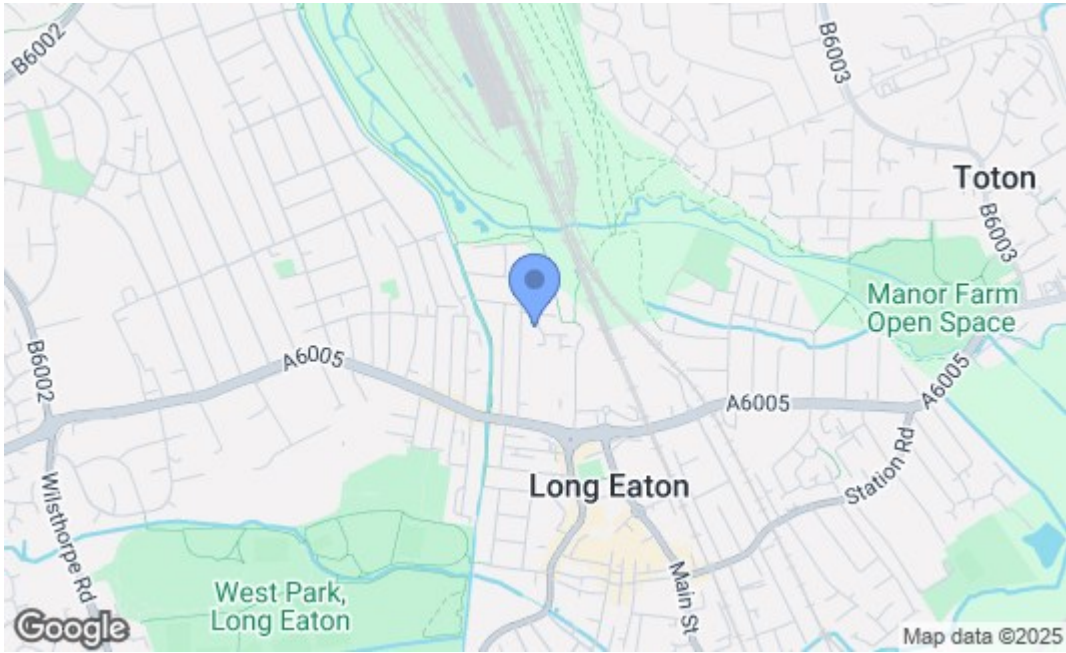 B6002
B6003
Toton
B6003
Manor Farm
Open Space
B6002
A6005
A6005
A6005
Long Eaton
Station Rd
Wilsthorpe Rd
West Park,
Long Eaton
Main St
Google
Map data ©2025